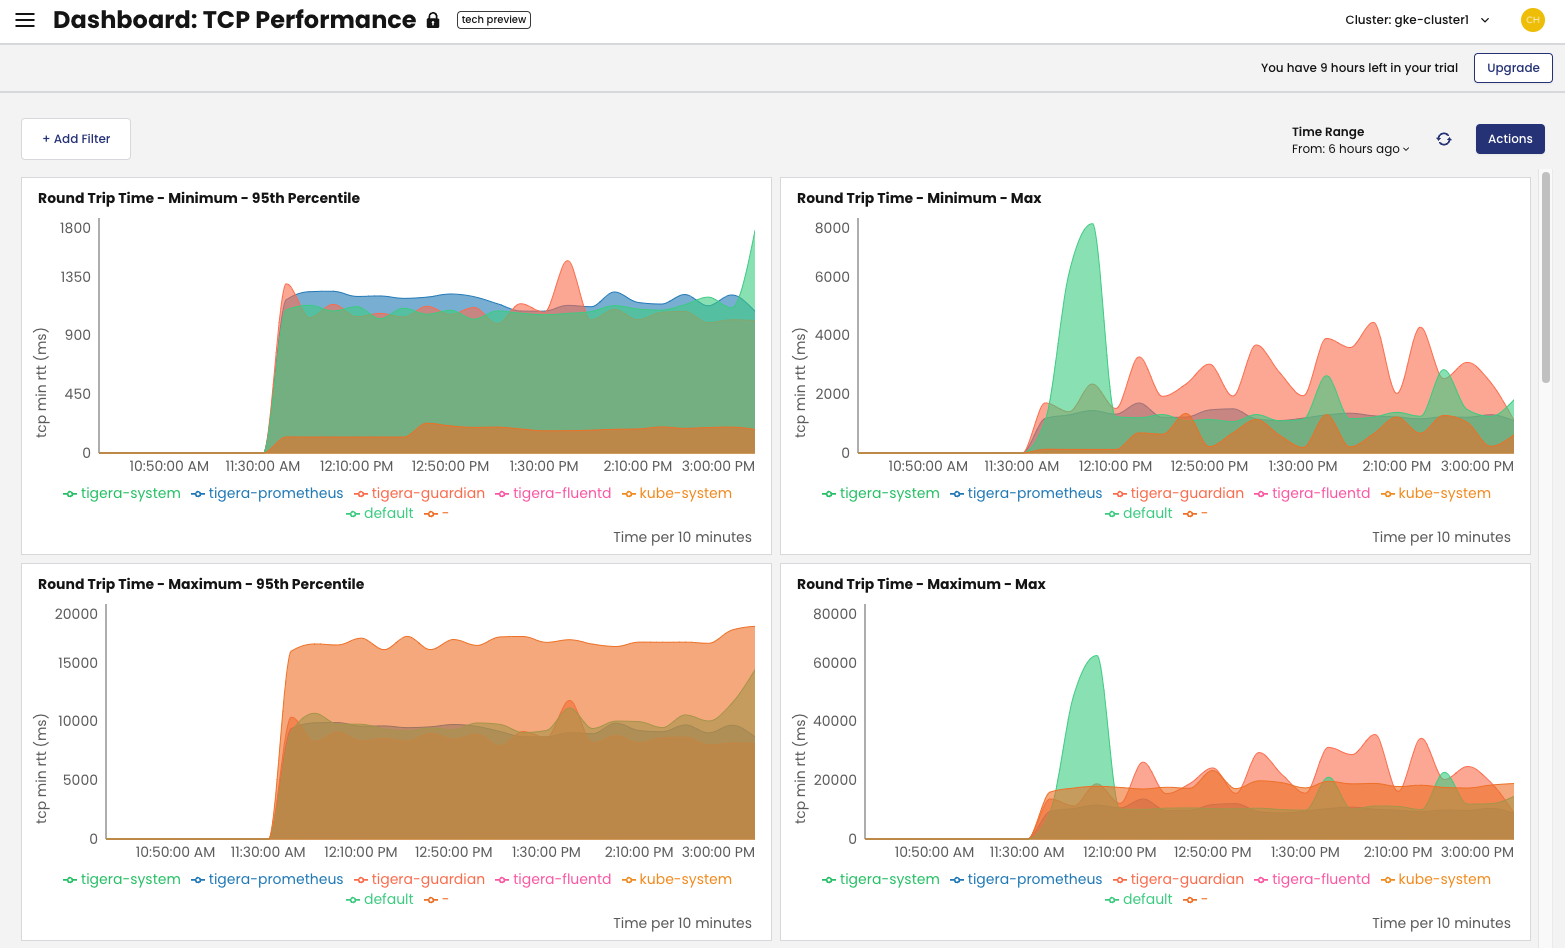 Dashboard: TCP Performance tech preview Cluster: gke-cluster1 CH
You have 9 hours left in your trial Upgrade
+ Add Filter
Time Range
From: 6 hours ago
Actions
Round Trip Time - Minimum - 95th Percentile
tcp min rtt (ms)
1800
1350
900
450
0
10:50:00 AM 11:30:00 AM 12:10:00 PM 12:50:00 PM 1:30:00 PM 2:10:00 PM 3:00:00 PM
tigera-system tigera-prometheus tigera-guardian tigera-fluentd kube-system
default -
Time per 10 minutes
Round Trip Time - Minimum - Max
tcp min rtt (ms)
8000
6000
4000
2000
0
10:50:00 AM 11:30:00 AM 12:10:00 PM 12:50:00 PM 1:30:00 PM 2:10:00 PM 3:00:00 PM
tigera-system tigera-prometheus tigera-guardian tigera-fluentd kube-system
default -
Time per 10 minutes
Round Trip Time - Maximum - 95th Percentile
tcp min rtt (ms)
20000
15000
10000
5000
0
10:50:00 AM 11:30:00 AM 12:10:00 PM 12:50:00 PM 1:30:00 PM 2:10:00 PM 3:00:00 PM
tigera-system tigera-prometheus tigera-guardian tigera-fluentd kube-system
default -
Time per 10 minutes
Round Trip Time - Maximum - Max
tcp min rtt (ms)
80000
60000
40000
20000
0
10:50:00 AM 11:30:00 AM 12:10:00 PM 12:50:00 PM 1:30:00 PM 2:10:00 PM 3:00:00 PM
tigera-system tigera-prometheus tigera-guardian tigera-fluentd kube-system
default -
Time per 10 minutes